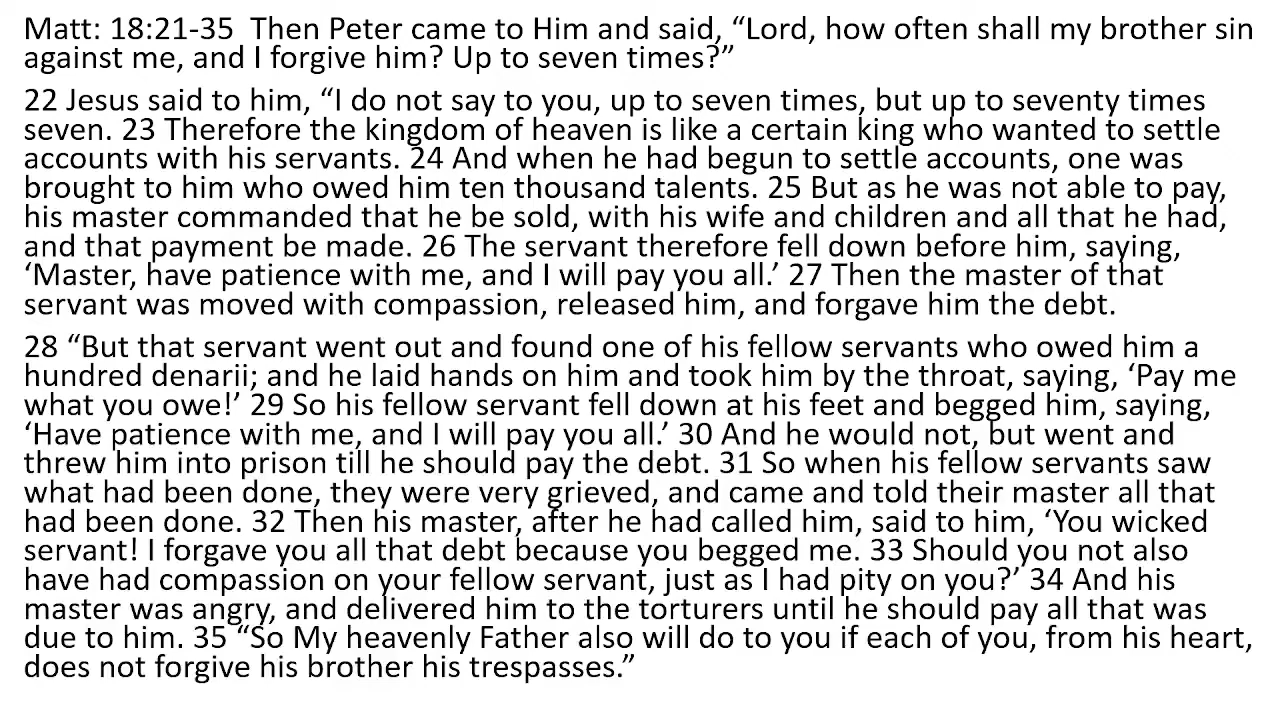 Matt: 18:21-35  Then Peter came to Him and said, “Lord, how often shall my brother sin
against me, and I forgive him? Up to seven times?”
22 Jesus said to him, “I do not say to you, up to seven times, but up to seventy times
seven. 23 Therefore the kingdom of heaven is like a certain king who wanted to settle
accounts with his servants. 24 And when he had begun to settle accounts, one was
brought to him who owed him ten thousand talents. 25 But as he was not able to pay,
his master commanded that he be sold, with his wife and children and all that he had,
and that payment be made. 26 The servant therefore fell down before him, saying,
‘Master, have patience with me, and I will pay you all.’ 27 Then the master of that
servant was moved with compassion, released him, and forgave him the debt.
28 “But that servant went out and found one of his fellow servants who owed him a
hundred denarii; and he laid hands on him and took him by the throat, saying, ‘Pay me
what you owe!’ 29 So his fellow servant fell down at his feet and begged him, saying,
‘Have patience with me, and I will pay you all.’ 30 And he would not, but went and
threw him into prison till he should pay the debt. 31 So when his fellow servants saw
what had been done, they were very grieved, and came and told their master all that
had been done. 32 Then his master, after he had called him, said to him, ‘You wicked
servant! I forgave you all that debt because you begged me. 33 Should you not also
have had compassion on your fellow servant, just as I had pity on you?’ 34 And his
master was angry, and delivered him to the torturers until he should pay all that was
due to him. 35 “So My heavenly Father also will do to you if each of you, from his heart,
does not forgive his brother his trespasses.”